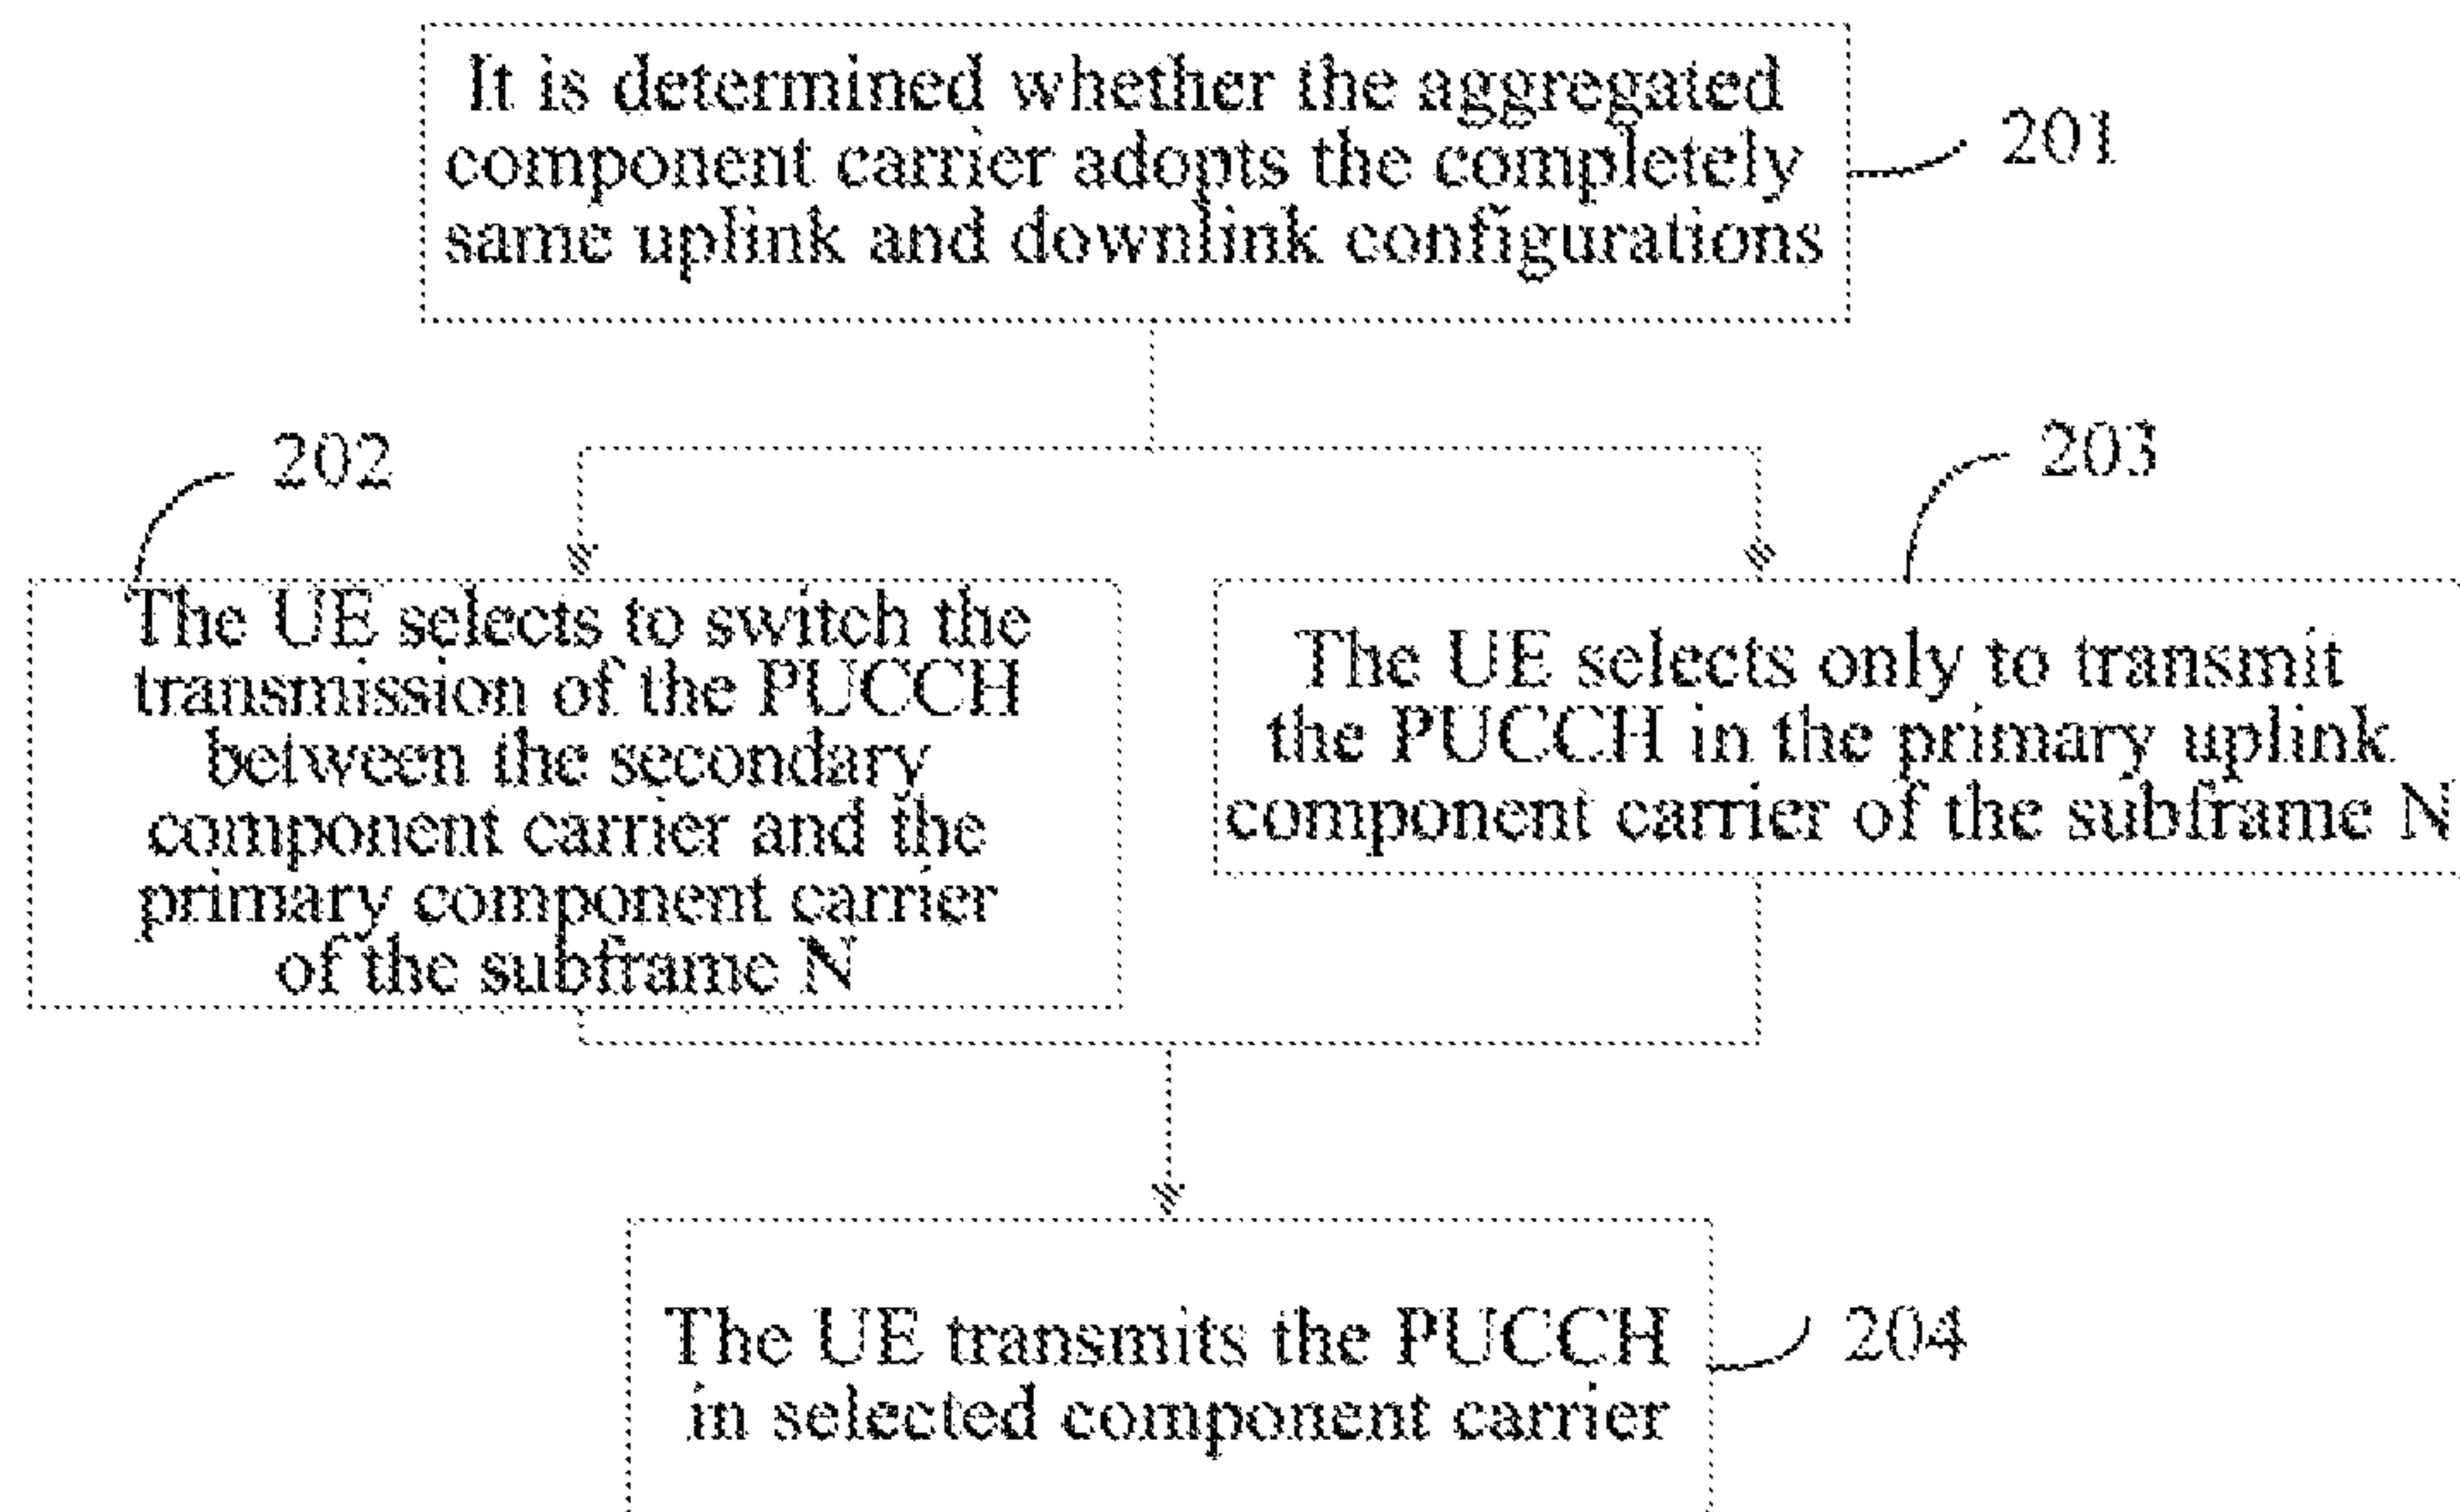 It is determined whether the aggregated
component carrier adopts the completely
same uplink and downlink configurations
201
202
203
The UE selects to switch the
transmission of the PUCCH
between the secondary
component carrier and the
primary component carrier
of the subframe N
The UE selects only to transmit
the PUCCH in the primary uplink
component carrier of the subframe N
The UE transmits the PUCCH
in selected component carrier
204